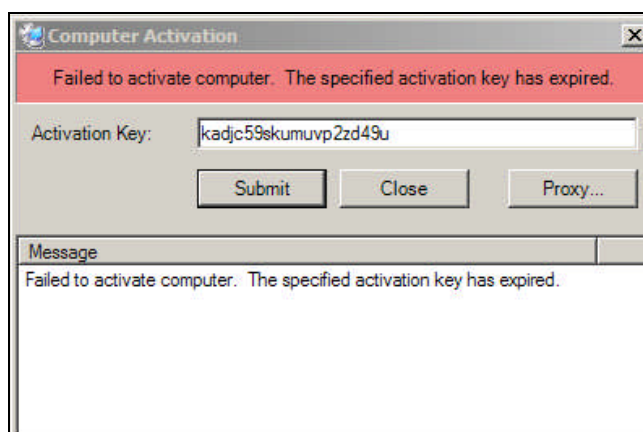 Computer Activation
Failed to activate computer. The specified activation key has expired.
Activation Key: kadjc59skumuvp2zd49u
Submit Close Proxy...
Message
Failed to activate computer. The specified activation key has expired.